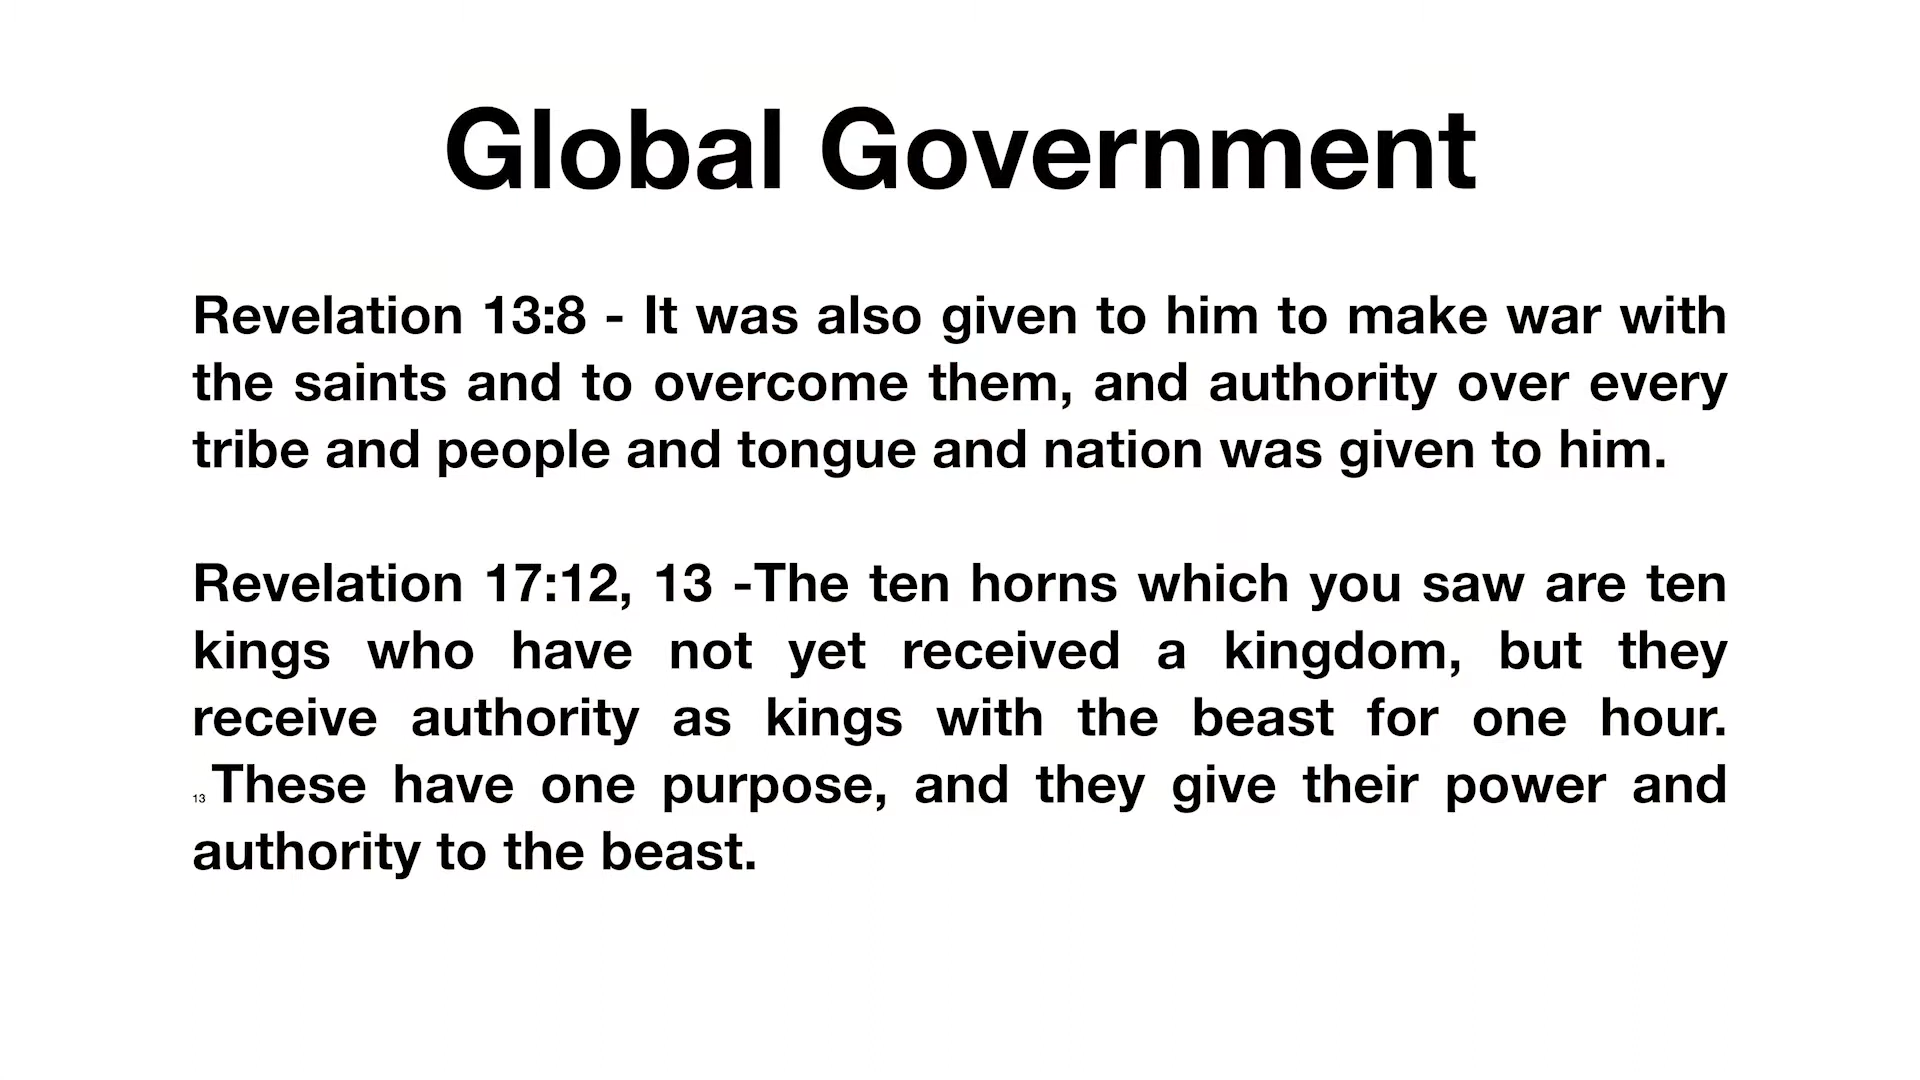 Global Government
Revelation 13:8 - It was also given to him to make war with
the saints and to overcome them, and authority over every
tribe and people and tongue and nation was given to him.
Revelation 17:12, 13 -The ten horns which you saw are ten
kings who have not yet received a kingdom, but they
receive authority as kings with the beast for one hour.
13 These have one purpose, and they give their power and
authority to the beast.